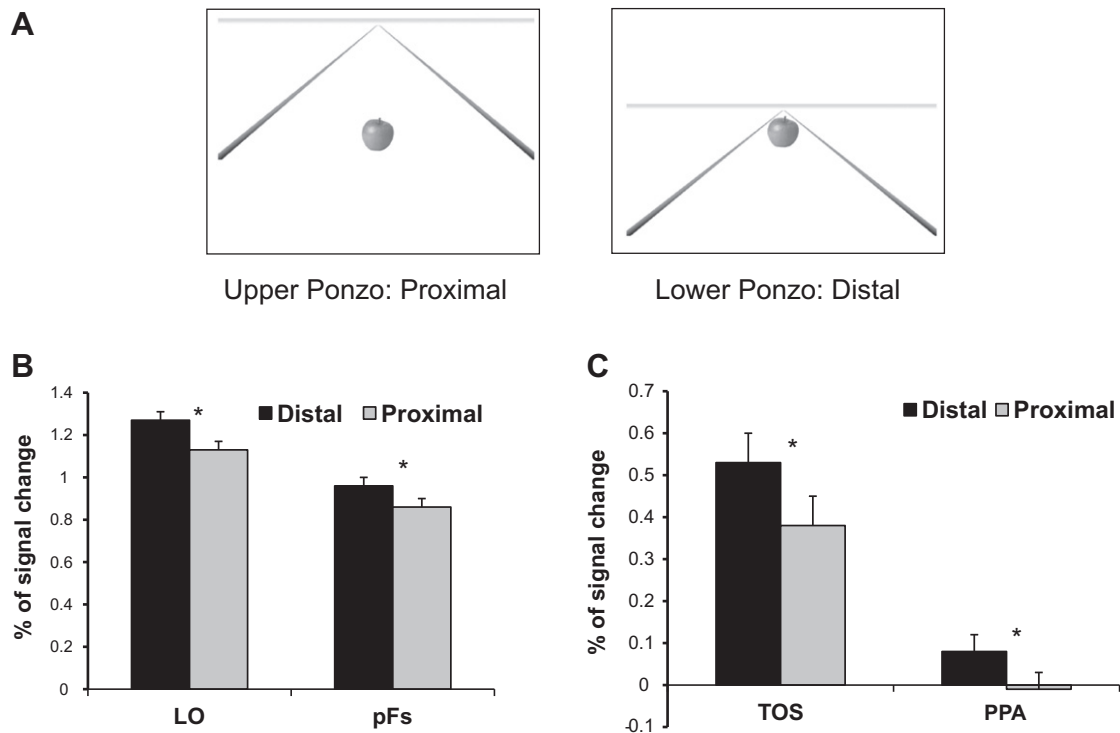 A
Upper Ponzo: Proximal
Lower Ponzo: Distal
B
% of signal change
1.4
1.2
1
0.8
0.6
0.4
0.2
0
Distal Proximal
*
*
LO pFs
C
% of signal change
0.7
0.6
0.5
0.4
0.3
0.2
0.1
0
-0.1
Distal Proximal
*
*
TOS PPA